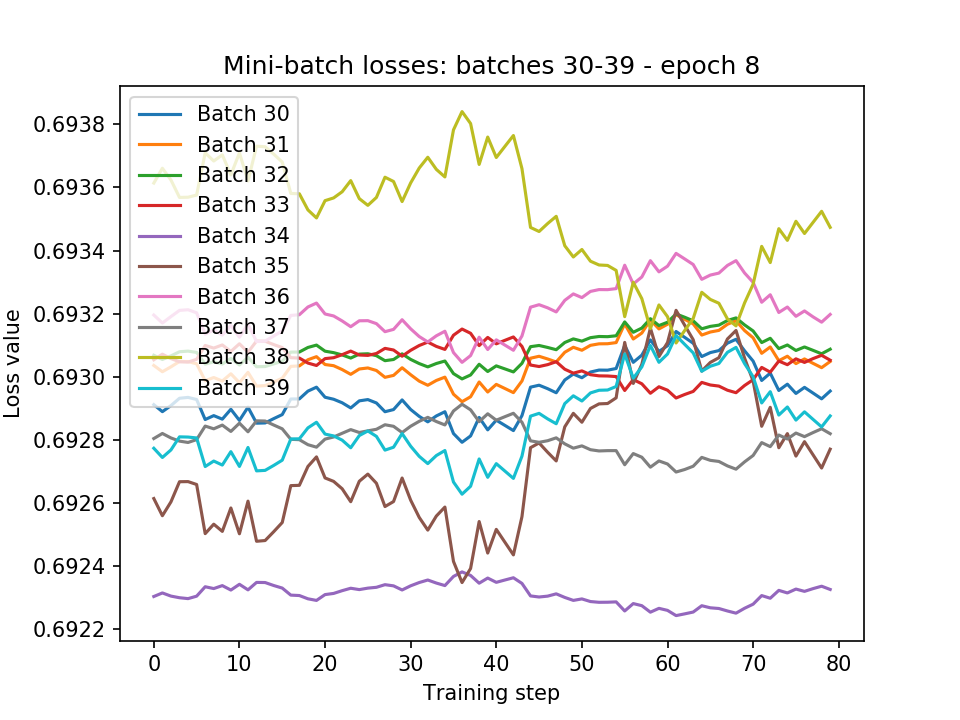 Mini-batch losses: batches 30-39 - epoch 8
Loss value
0.6938
0.6936
0.6934
0.6932
0.6930
0.6928
0.6926
0.6924
0.6922
Batch 30
Batch 31
Batch 32
Batch 33
Batch 34
Batch 35
Batch 36
Batch 37
Batch 38
Batch 39
0 10 20 30 40 50 60 70 80
Training step